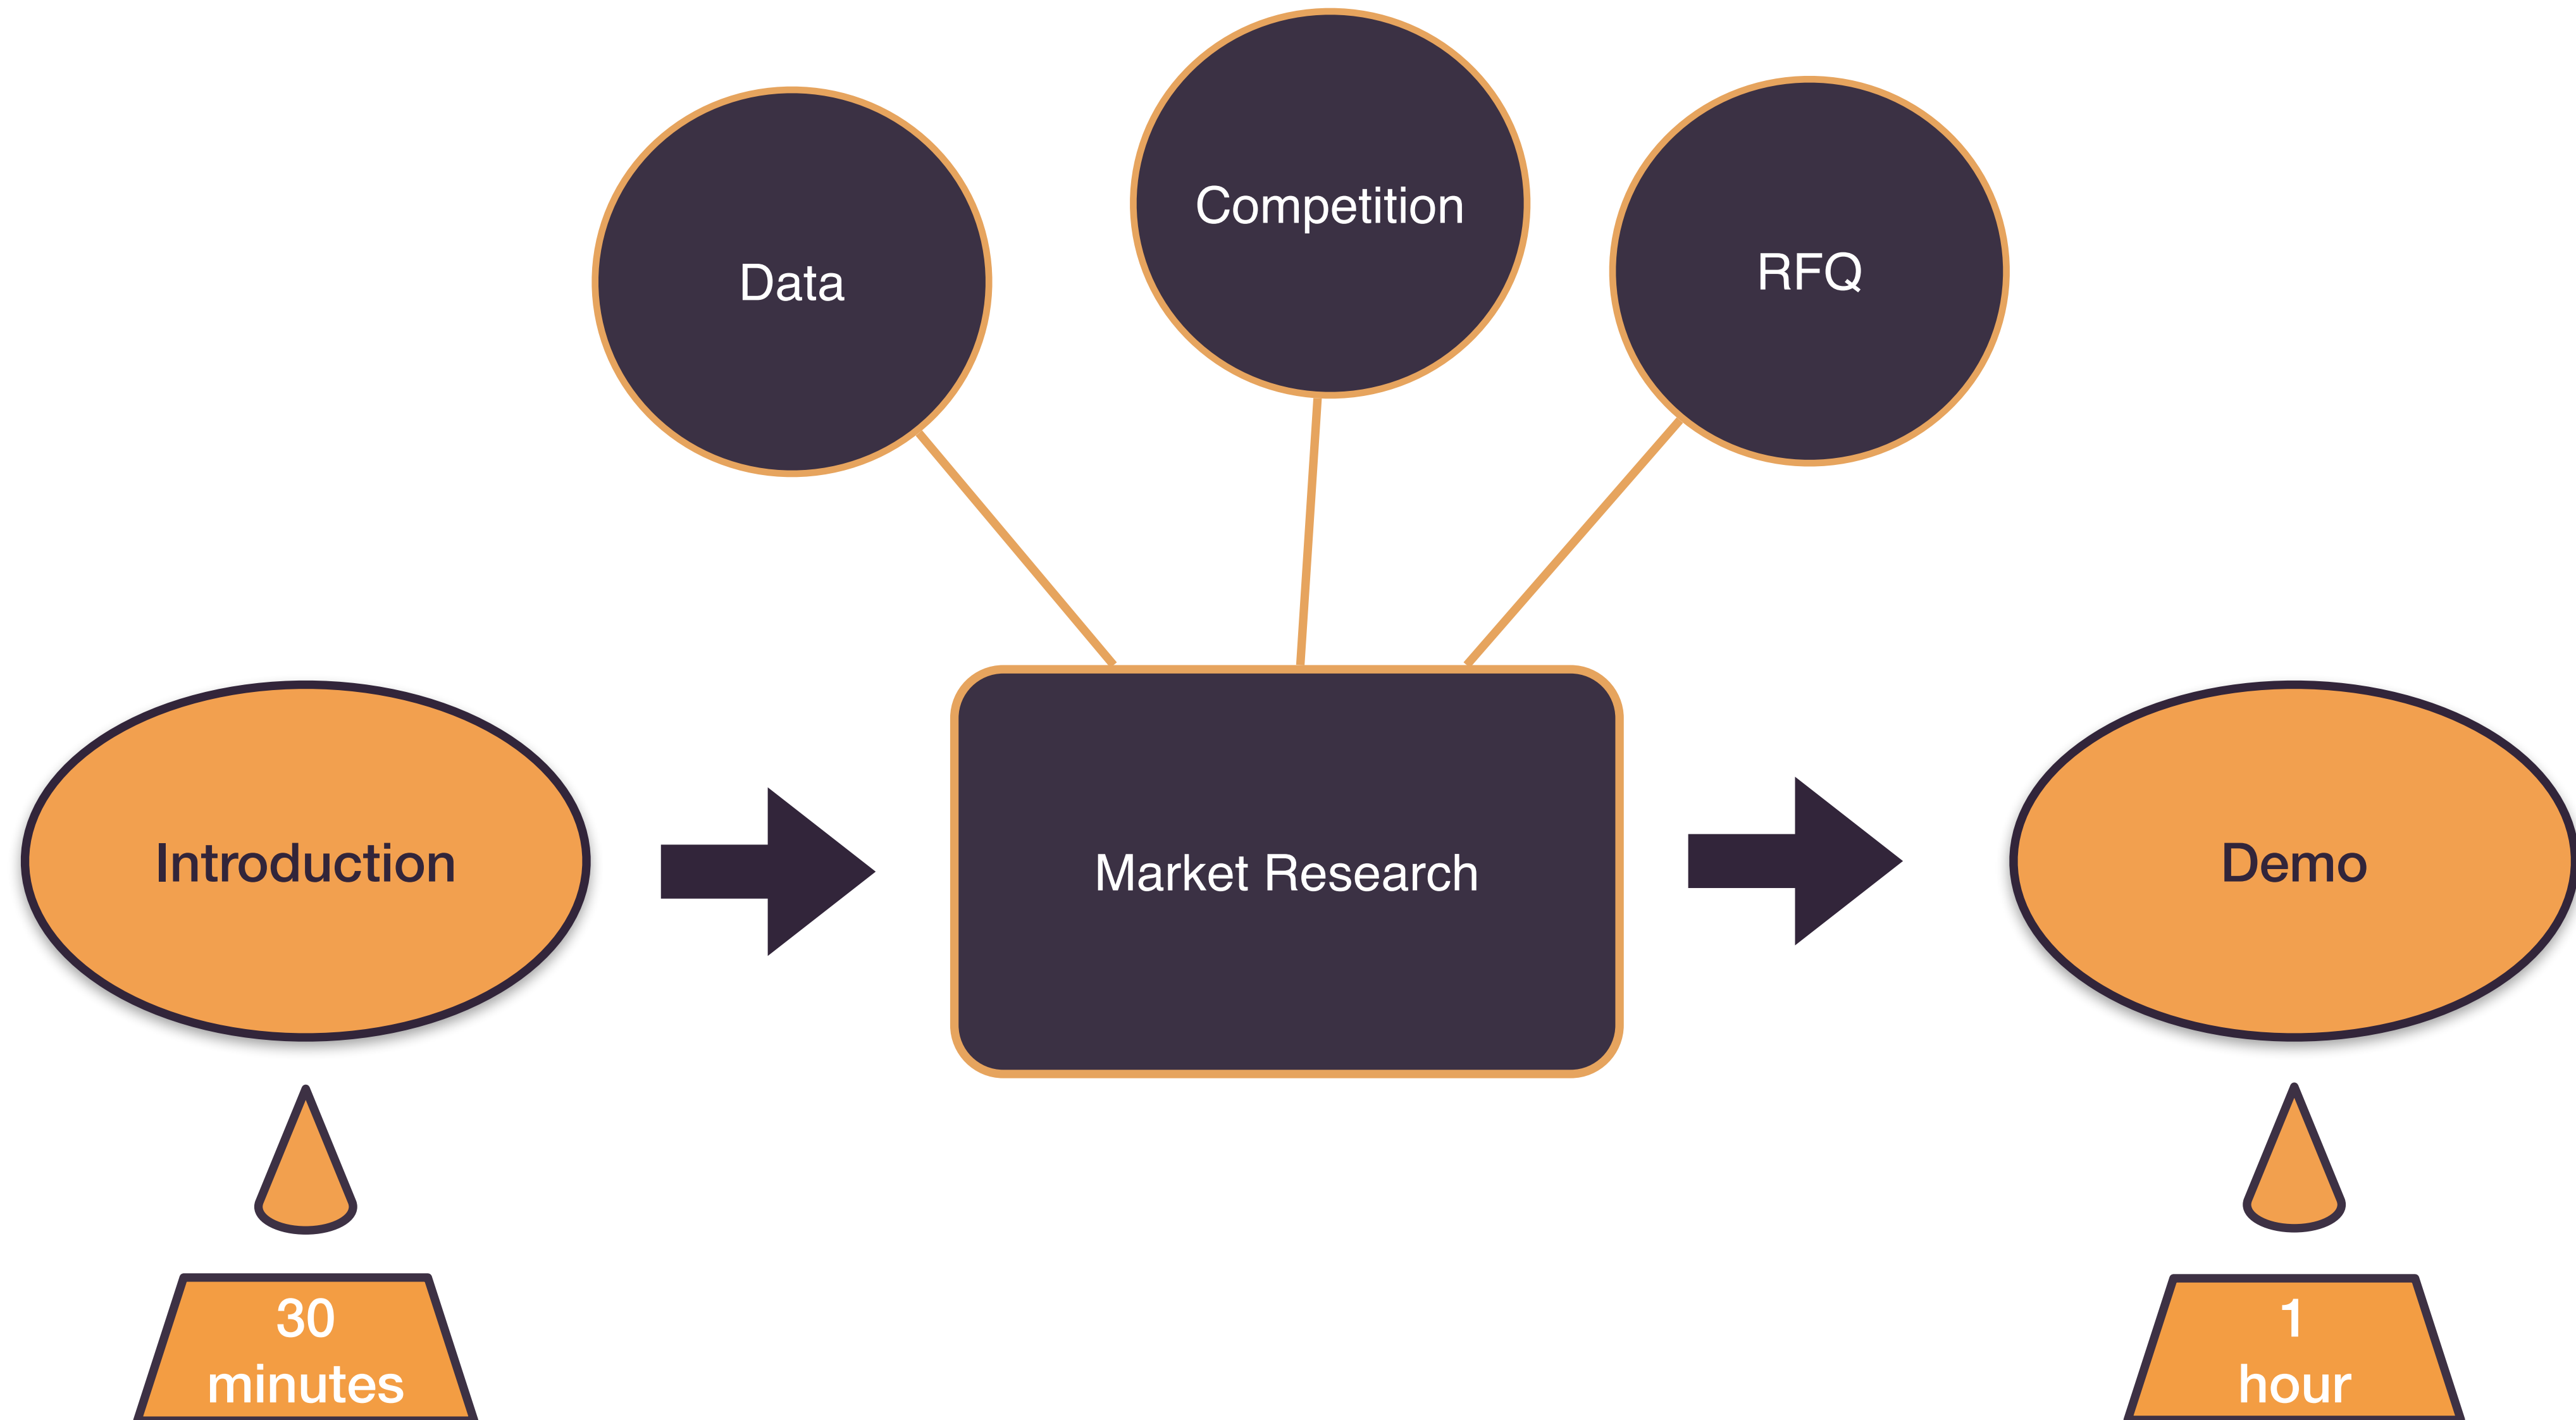 Data
Competition
RFQ
Introduction
Market Research
Demo
30
minutes
1
hour